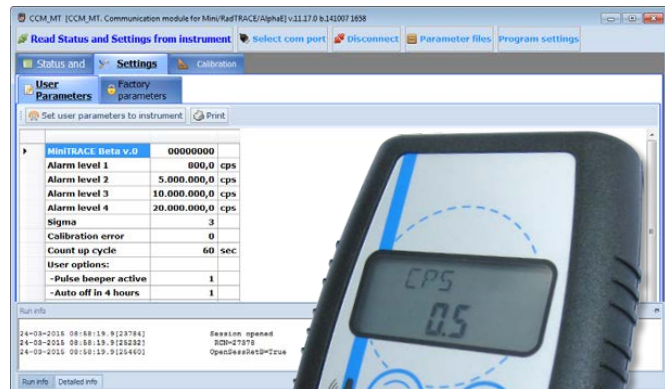 CCM_MT [CCM_MT. Communication module for Mini/RadTRACE/AlphaE] v.11.17.0 b.141007 1658
Read Status and Settings from instrument Select com port Disconnect Parameter files Program settings
Status and Settings Calibration
User Parameters Factory parameters
Set user parameters to instrument Print
MiniTRACE Beta v.0 00000000
Alarm level 1 800,0 cps
Alarm level 2 5.000.000,0 cps
Alarm level 3 10.000.000,0 cps
Alarm level 4 20.000.000,0 cps
Sigma 3
Calibration error 0
Count up cycle 60 sec
User options:
-Pulse beeper active 1
-Auto off in 4 hours 1
CPS
0.5
Run info
24-03-2015 08:58:19.9[23784] Session opened
24-03-2015 08:58:19.9[25232] RCN=27378
24-03-2015 08:58:19.9[25460] OpenSessRetB=True
Run info Detailed info